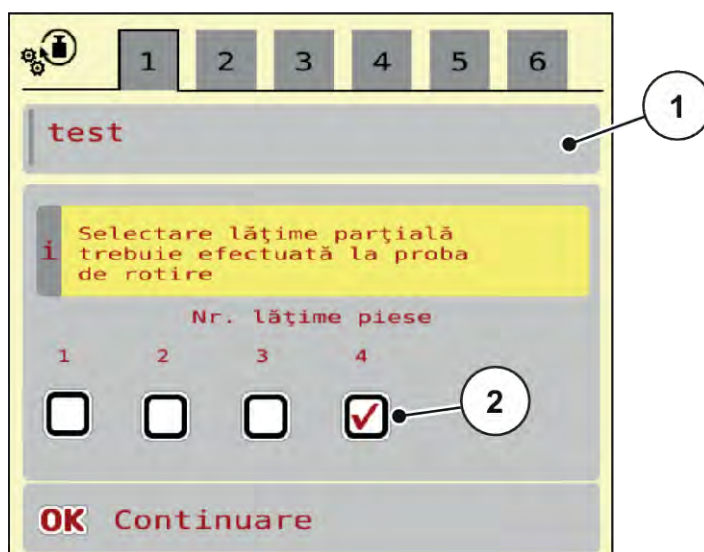 1 2 3 4 5 6
test
1
i
Selectare lăţime parţială
trebuie efectuată la proba
de rotire
Nr. lăţime piese
1 2 3 4
2
OK Continuare